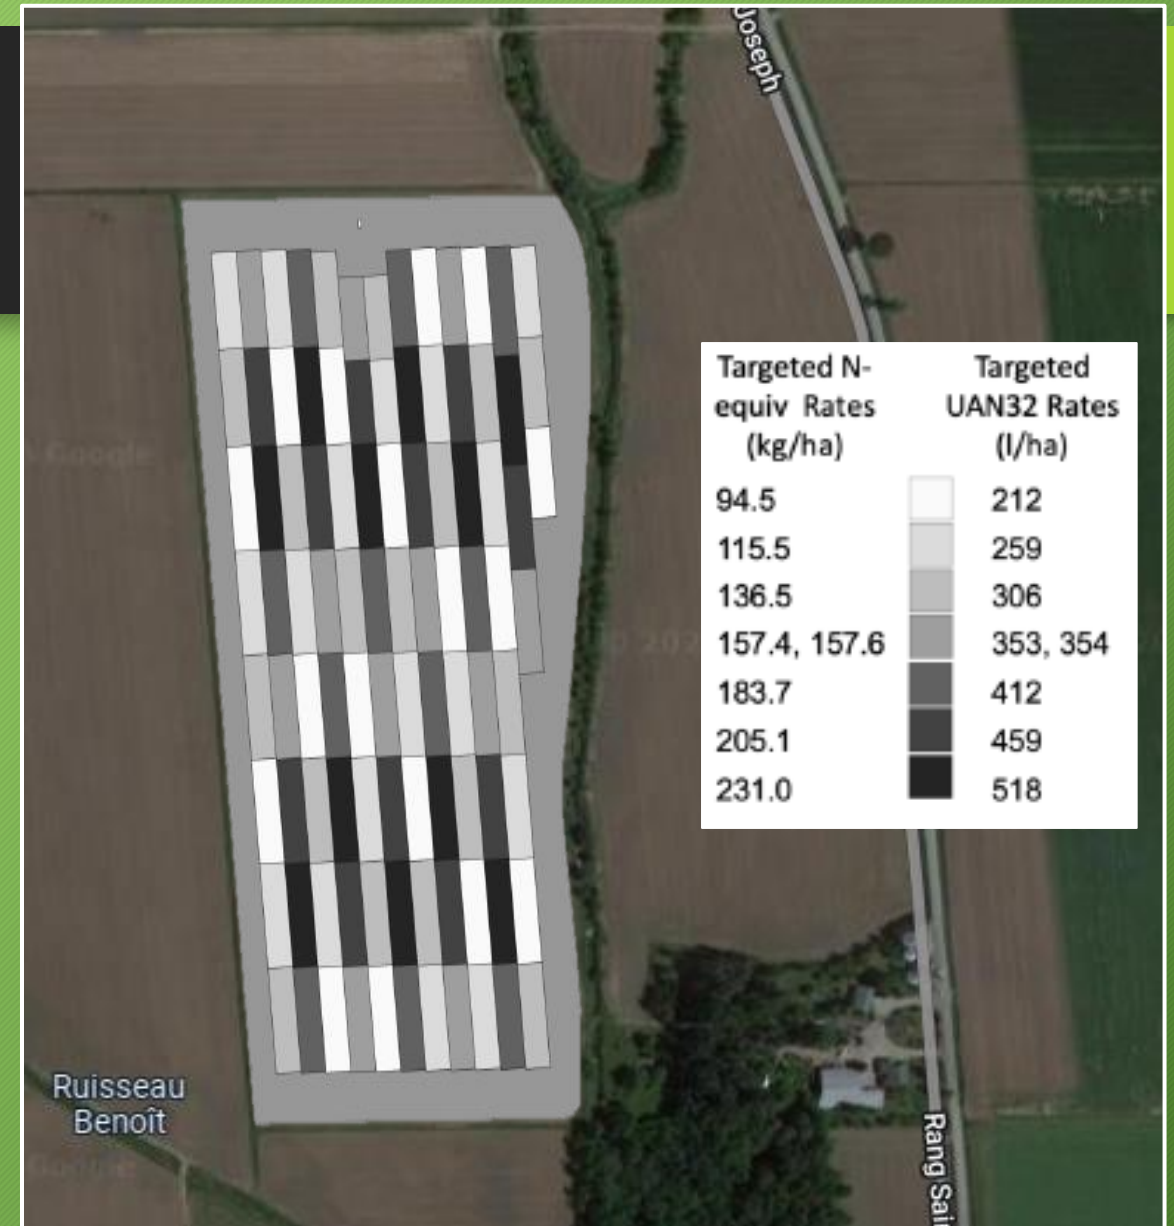 Joseph
Targeted N-
equiv Rates
(kg/ha)
Targeted
UAN32 Rates
(l/ha)
94.5 212
115.5 259
136.5 306
157.4, 157.6 353, 354
183.7 412
205.1 459
231.0 518
Google
Ruisseau
Benoît
Rang Sai